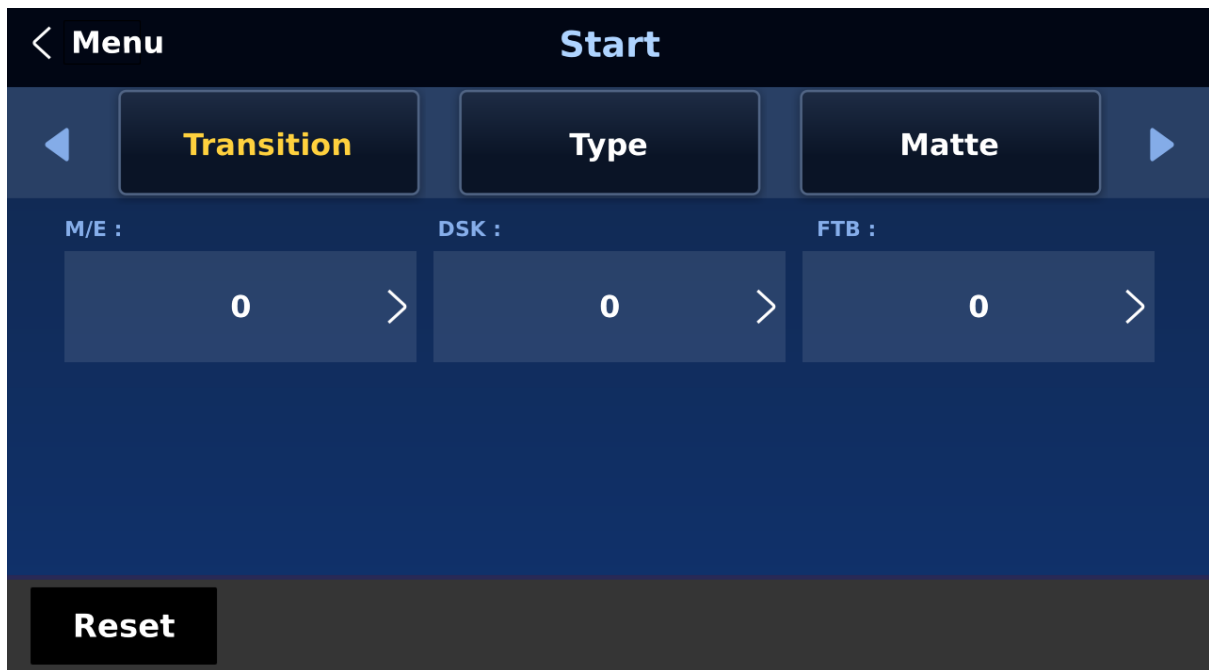 Menu
Start
Transition
Type
Matte
M/E :
DSK :
FTB :
0
0
0
Reset